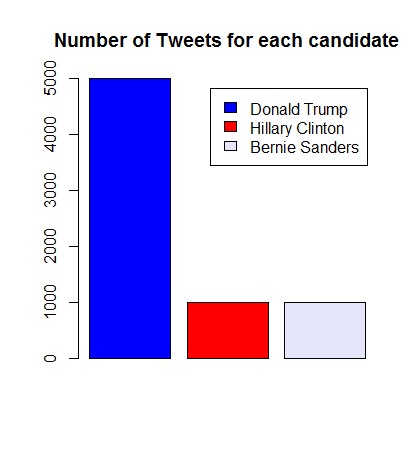 Number of Tweets for each candidate
5000
4000
3000
2000
1000
0
Donald Trump
Hillary Clinton
Bernie Sanders